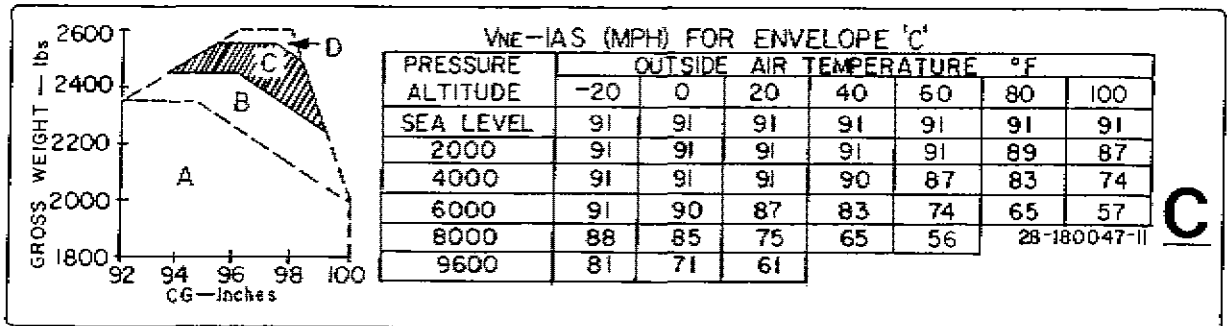 GROSS WEIGHT — lbs
2600
2400
2200
2000
1800
92 94 96 98 100
CG—Inches
A
B
C
D
VNE-IAS (MPH) FOR ENVELOPE 'C'
PRESSURE ALTITUDE OUTSIDE AIR TEMPERATURE °F
-20 0 20 40 60 80 100
SEA LEVEL 91 91 91 91 91 91 91
2000 91 91 91 91 91 89 87
4000 91 91 91 90 87 83 74
6000 91 90 87 83 74 65 57
8000 88 85 75 65 56
9600 81 71 61
28-180047-11
C